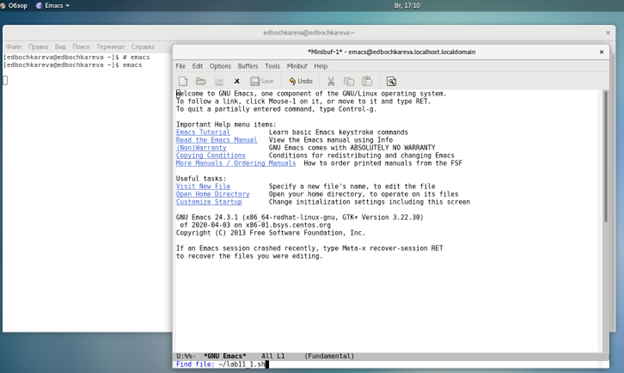 Обзор Emacs Вт, 17:10
edbochkareva@edbochkareva:~
Файл Правка Вид Поиск Терминал Справка
[edbochkareva@edbochkareva ~]$ # emacs
[edbochkareva@edbochkareva ~]$ emacs
*Minibuf-1* - emacs@edbochkareva.localhost.localdomain
File Edit Options Buffers Tools Minibuf Help
Save Undo
Welcome to GNU Emacs, one component of the GNU/Linux operating system.
To follow a link, click Mouse-1 on it, or move to it and type RET.
To quit a partially entered command, type Control-g.
Important Help menu items:
Emacs Tutorial Learn basic Emacs keystroke commands
Read the Emacs Manual View the Emacs manual using Info
(Non)Warranty GNU Emacs comes with ABSOLUTELY NO WARRANTY
Copying Conditions Conditions for redistributing and changing Emacs
More Manuals / Ordering Manuals How to order printed manuals from the FSF
Useful tasks:
Visit New File Specify a new file's name, to edit the file
Open Home Directory Open your home directory, to operate on its files
Customize Startup Change initialization settings including this screen
GNU Emacs 24.3.1 (x86_64-redhat-linux-gnu, GTK+ Version 3.22.30)
of 2020-04-03 on x86-01.bsys.centos.org
Copyright (C) 2013 Free Software Foundation, Inc.
If an Emacs session crashed recently, type Meta-x recover-session RET
to recover the files you were editing.
U:%%- *GNU Emacs* All L1 (Fundamental)
Find file: ~/lab11_1.sh